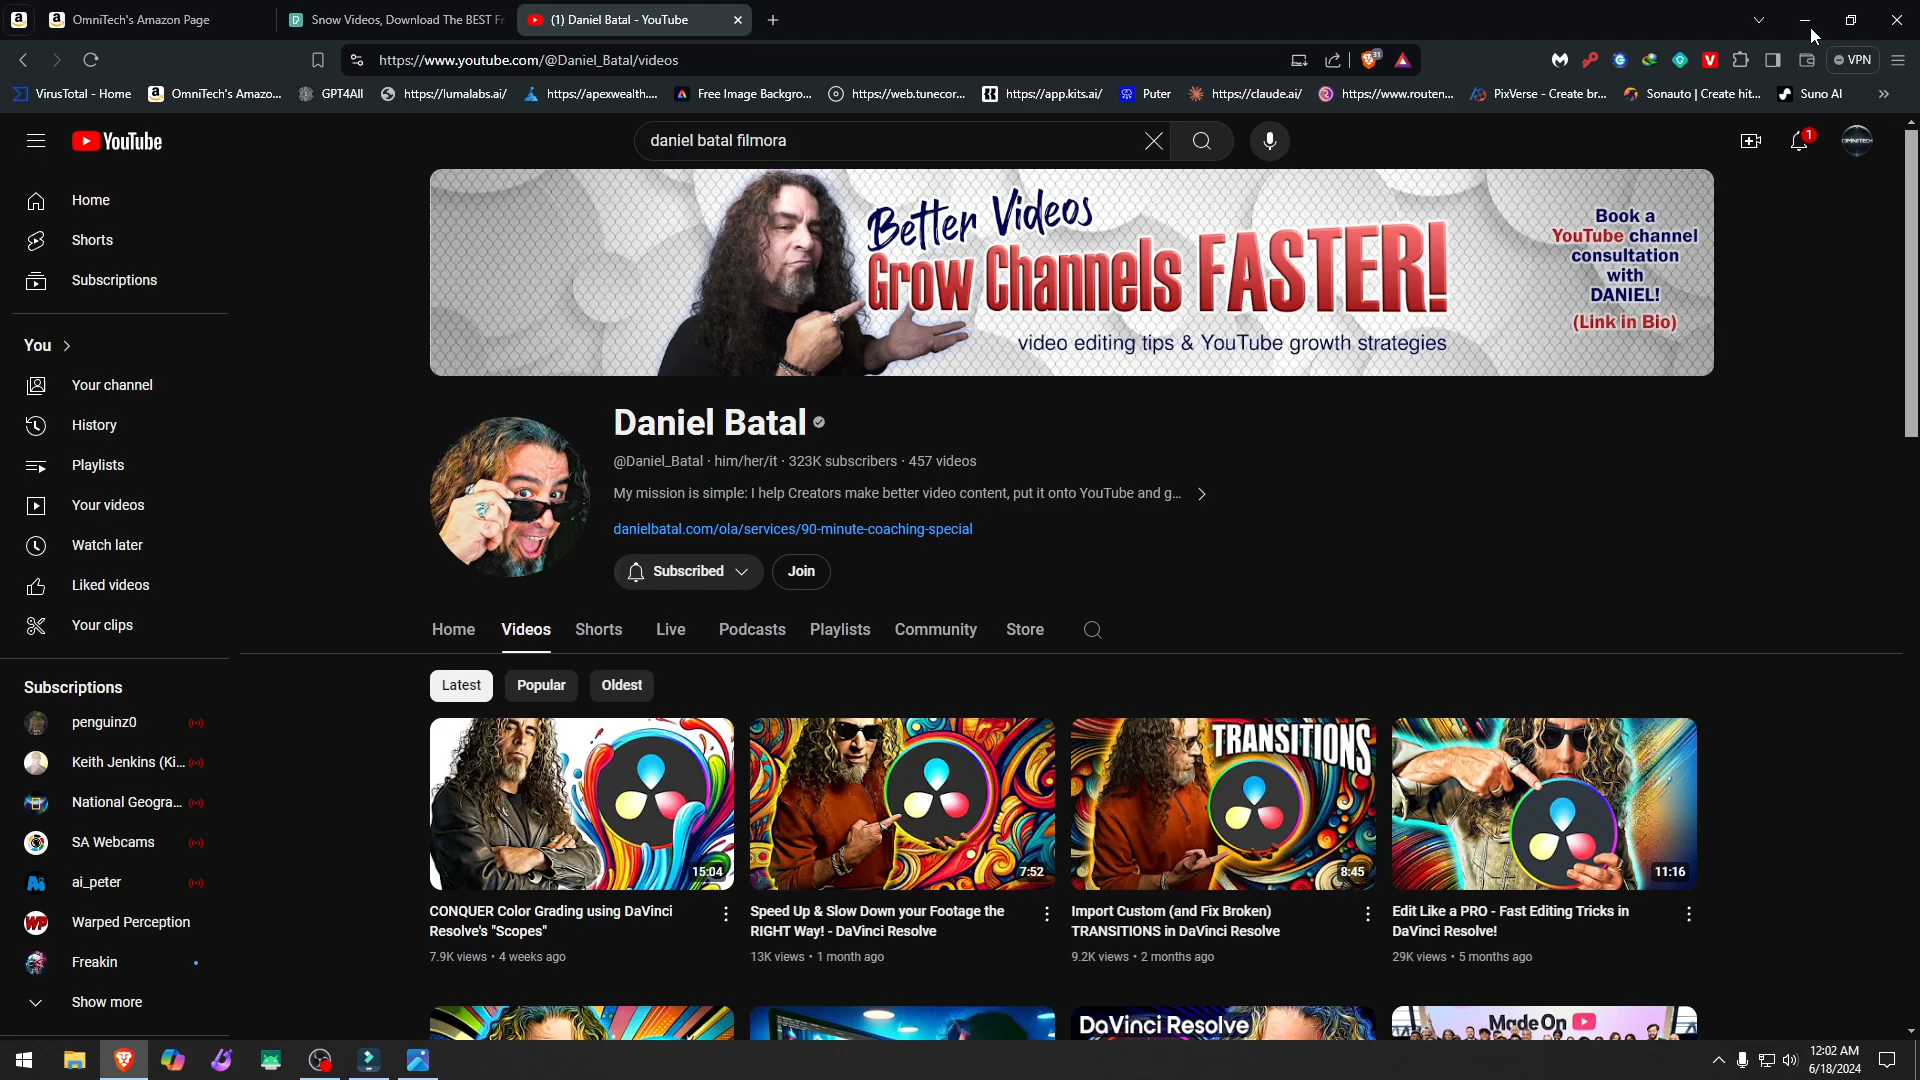 OmniTech's Amazon Page
Snow Videos, Download The BEST Fr
(1) Daniel Batal - YouTube
https://www.youtube.com/@Daniel_Batal/videos
31
VPN
VirusTotal - Home
OmniTech's Amazo...
GPT4All
https://lumalabs.ai/
https://apexwealth....
Free Image Backgro...
https://web.tunecor...
https://app.kits.ai/
Puter
https://claude.ai/
https://www.routen...
PixVerse - Create br...
Sonauto | Create hit...
Suno AI
YouTube
daniel batal filmora
1
OMNITECH
Home
Shorts
Subscriptions
You
Your channel
History
Playlists
Your videos
Watch later
Liked videos
Your clips
Subscriptions
penguinz0
Keith Jenkins (Ki...
National Geogra...
SA Webcams
ai_peter
Warped Perception
Freakin
Show more
Better Videos
Grow Channels FASTER!
video editing tips & YouTube growth strategies
Book a
YouTube channel
consultation
with
DANIEL!
(Link in Bio)
Daniel Batal
@Daniel_Batal · him/her/it · 323K subscribers · 457 videos
My mission is simple: I help Creators make better video content, put it onto YouTube and g...
danielbatal.com/ola/services/90-minute-coaching-special
Subscribed
Join
Home
Videos
Shorts
Live
Podcasts
Playlists
Community
Store
Latest
Popular
Oldest
15:04
7:52
TRANSITIONS
8:45
11:16
CONQUER Color Grading using DaVinci
Resolve's "Scopes"
7.9K views • 4 weeks ago
Speed Up & Slow Down your Footage the
RIGHT Way! - DaVinci Resolve
13K views • 1 month ago
Import Custom (and Fix Broken)
TRANSITIONS in DaVinci Resolve
9.2K views • 2 months ago
Edit Like a PRO - Fast Editing Tricks in
DaVinci Resolve!
29K views • 5 months ago
DaVinci Resolve
Made On
12:02 AM
6/18/2024